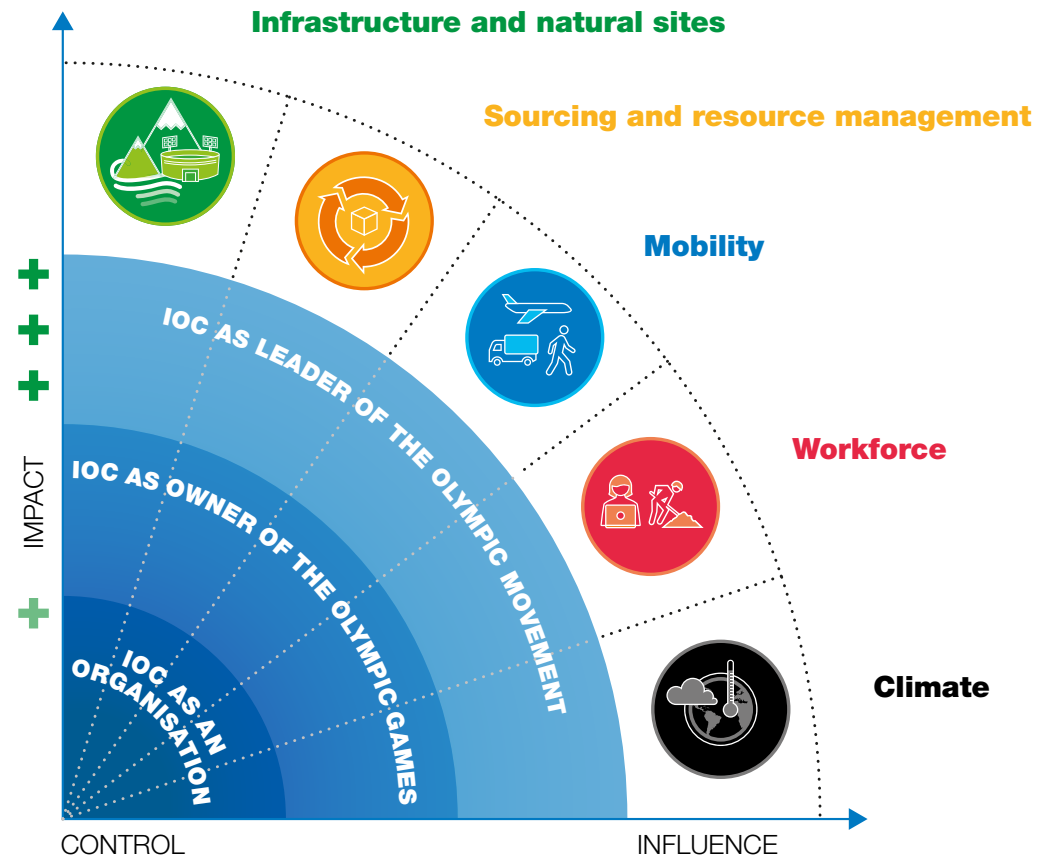 Infrastructure and natural sites
Sourcing and resource management
Mobility
Workforce
Climate
IOC AS LEADER OF THE OLYMPIC MOVEMENT
IOC AS OWNER OF THE OLYMPIC GAMES
IOC AS AN
ORGANISATION
IMPACT
+
+
+
+
CONTROL
INFLUENCE